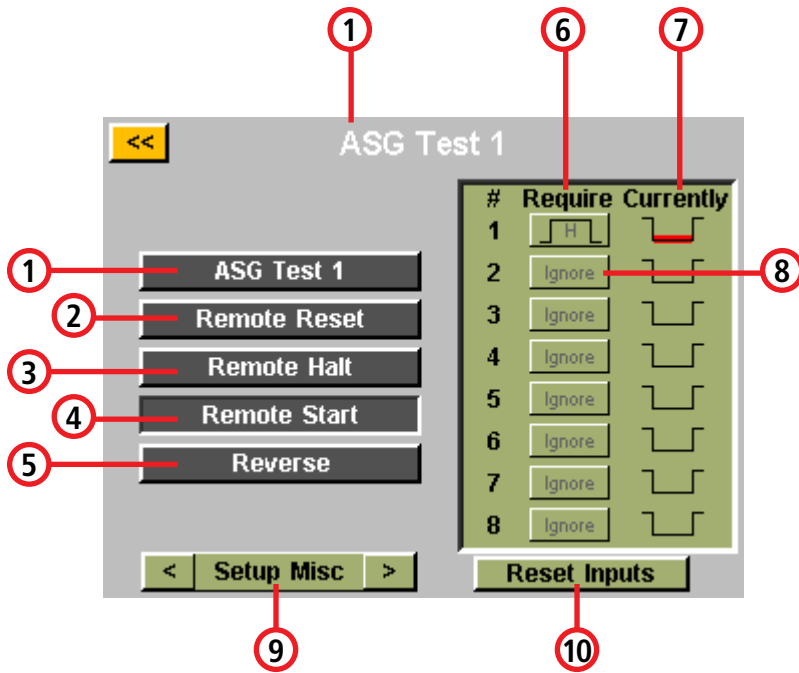 1 6 7
<< ASG Test 1
# Require Currently
1 H
1 ASG Test 1 2 Ignore 8
2 Remote Reset 3 Ignore
3 Remote Halt 4 Ignore
4 Remote Start 5 Ignore
6 Ignore
5 Reverse 7 Ignore
8 Ignore
< Setup Misc > Reset Inputs
9 10